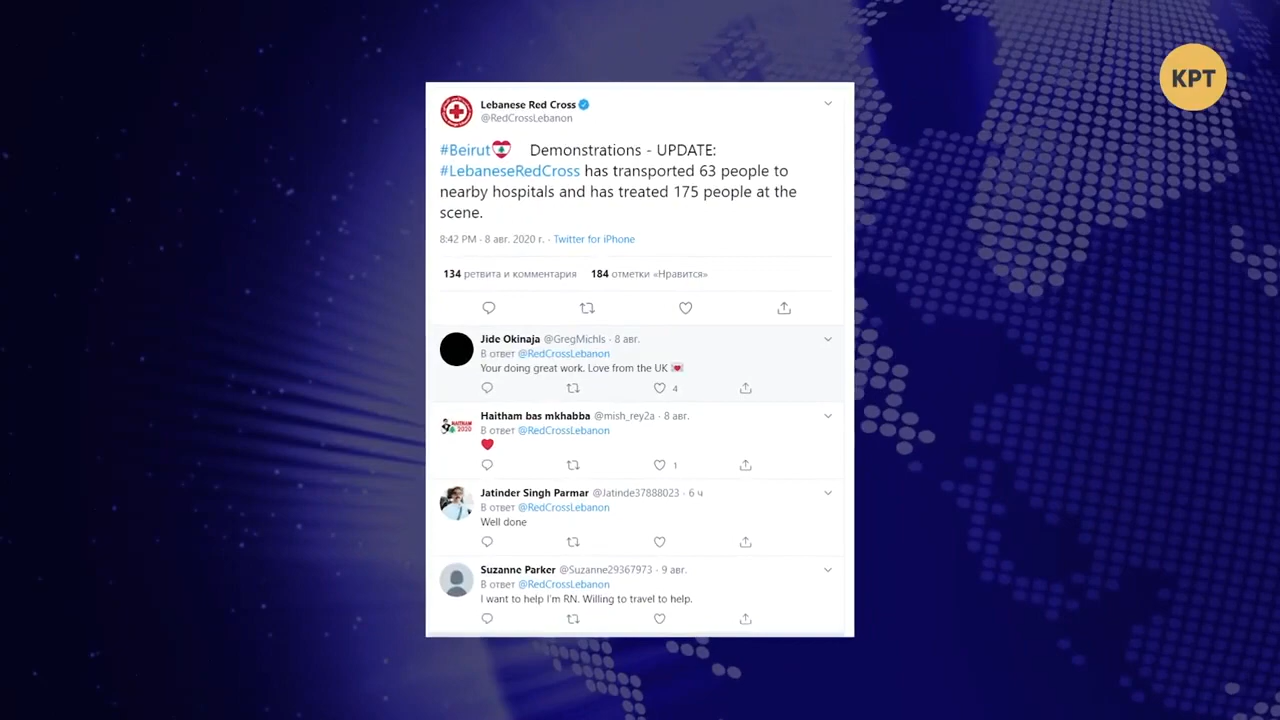 КРТ
Lebanese Red Cross
@RedCrossLebanon
#Beirut Demonstrations - UPDATE:
#LebaneseRedCross has transported 63 people to
nearby hospitals and has treated 175 people at the
scene.
8:42 PM · 8 авг. 2020 г. · Twitter for iPhone
134 ретвита и комментария 184 отметки «Нравится»
Jide Okinaja @GregMichls · 8 авг.
В ответ @RedCrossLebanon
Your doing great work. Love from the UK
4
Haitham bas mkhabba @mish_rey2a · 8 авг.
HAITHAM
2020
В ответ @RedCrossLebanon
1
Jatinder Singh Parmar @Jatinde37888023 · 6 ч
В ответ @RedCrossLebanon
Well done
Suzanne Parker @Suzanne29367973 · 9 авг.
В ответ @RedCrossLebanon
I want to help I'm RN. Willing to travel to help.